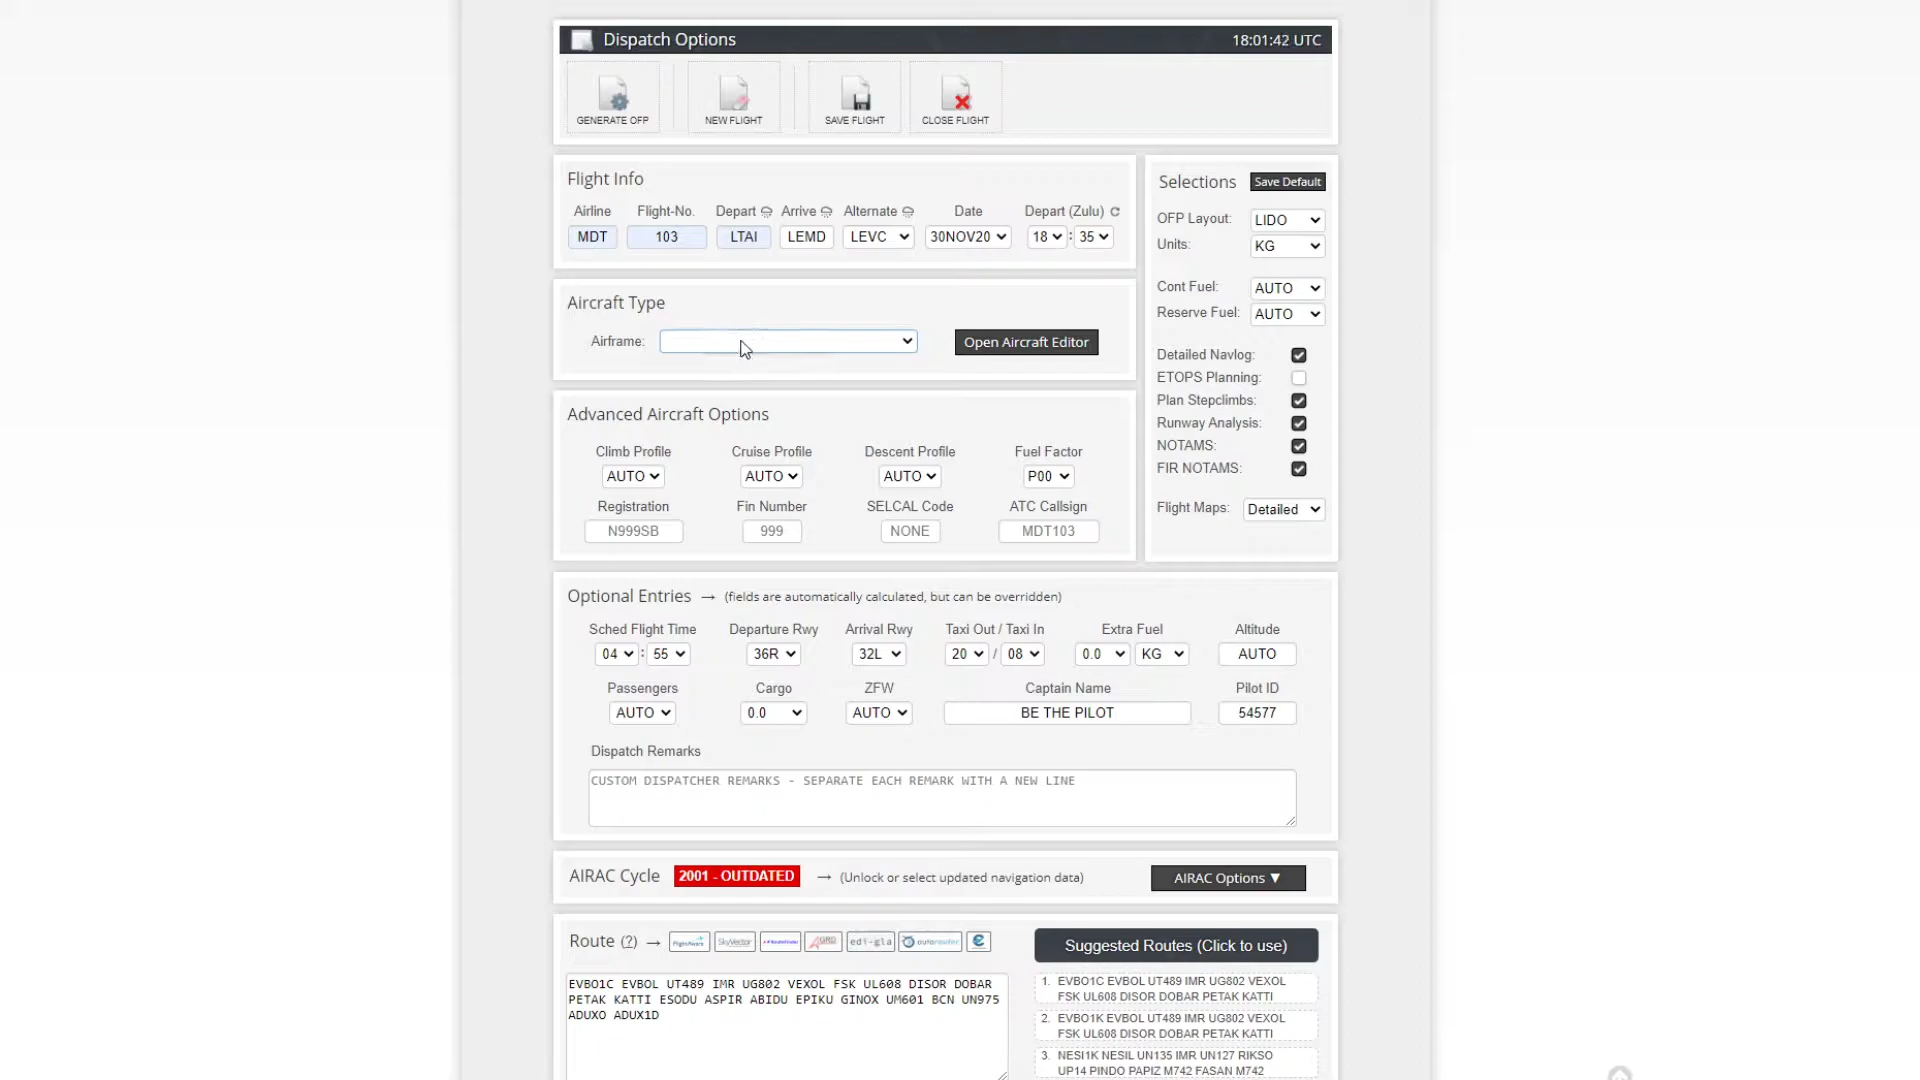 Dispatch Options 18:01:42 UTC
GENERATE OFP NEW FLIGHT SAVE FLIGHT CLOSE FLIGHT
Flight Info
Airline Flight-No. Depart Arrive Alternate Date Depart (Zulu)
MDT 103 LTAI LEMD LEVC 30NOV20 18 : 35
Selections Save Default
OFP Layout: LIDO
Units: KG
Cont Fuel: AUTO
Reserve Fuel: AUTO
Detailed Navlog:
ETOPS Planning:
Plan Stepclimbs:
Runway Analysis:
NOTAMS:
FIR NOTAMS:
Flight Maps: Detailed
Aircraft Type
Airframe: Open Aircraft Editor
Advanced Aircraft Options
Climb Profile Cruise Profile Descent Profile Fuel Factor
AUTO AUTO AUTO P00
Registration Fin Number SELCAL Code ATC Callsign
N999SB 999 NONE MDT103
Optional Entries → (fields are automatically calculated, but can be overridden)
Sched Flight Time Departure Rwy Arrival Rwy Taxi Out / Taxi In Extra Fuel Altitude
04 : 55 36R 32L 20 / 08 0.0 KG AUTO
Passengers Cargo ZFW Captain Name Pilot ID
AUTO 0.0 AUTO BE THE PILOT 54577
Dispatch Remarks
CUSTOM DISPATCHER REMARKS - SEPARATE EACH REMARK WITH A NEW LINE
AIRAC Cycle 2001 - OUTDATED → (Unlock or select updated navigation data) AIRAC Options ▼
Route (?) → FlightAware SkyVector RouteFinder GRD edi-gla autorouter
EVBO1C EVBOL UT489 IMR UG802 VEXOL FSK UL608 DISOR DOBAR
PETAK KATTI ESODU ASPIR ABIDU EPIKU GINOX UM601 BCN UN975
ADUXO ADUX1D
Suggested Routes (Click to use)
1. EVBO1C EVBOL UT489 IMR UG802 VEXOL
FSK UL608 DISOR DOBAR PETAK KATTI
2. EVBO1K EVBOL UT489 IMR UG802 VEXOL
FSK UL608 DISOR DOBAR PETAK KATTI
3. NESI1K NESIL UN135 IMR UN127 RIKSO
UP14 PINDO PAPIZ M742 FASAN M742